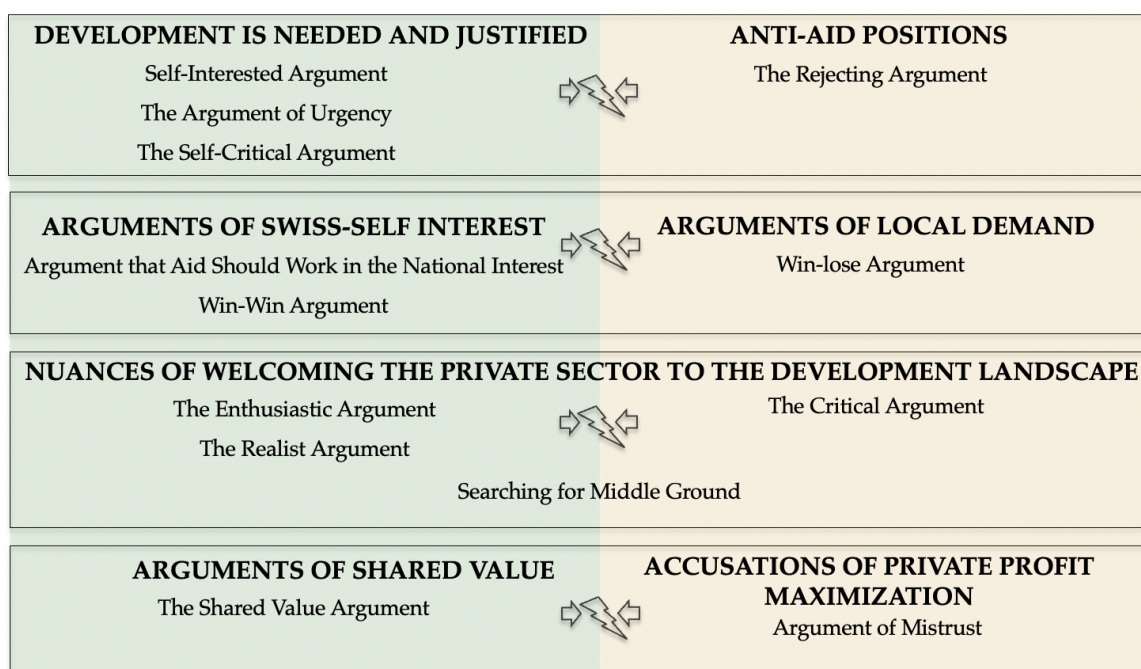 DEVELOPMENT IS NEEDED AND JUSTIFIED
Self-Interested Argument
The Argument of Urgency
The Self-Critical Argument
ANTI-AID POSITIONS
The Rejecting Argument
ARGUMENTS OF SWISS-SELF INTEREST
Argument that Aid Should Work in the National Interest
Win-Win Argument
ARGUMENTS OF LOCAL DEMAND
Win-lose Argument
NUANCES OF WELCOMING THE PRIVATE SECTOR TO THE DEVELOPMENT LANDSCAPE
The Enthusiastic Argument
The Realist Argument
The Critical Argument
Searching for Middle Ground
ARGUMENTS OF SHARED VALUE
The Shared Value Argument
ACCUSATIONS OF PRIVATE PROFIT
MAXIMIZATION
Argument of Mistrust